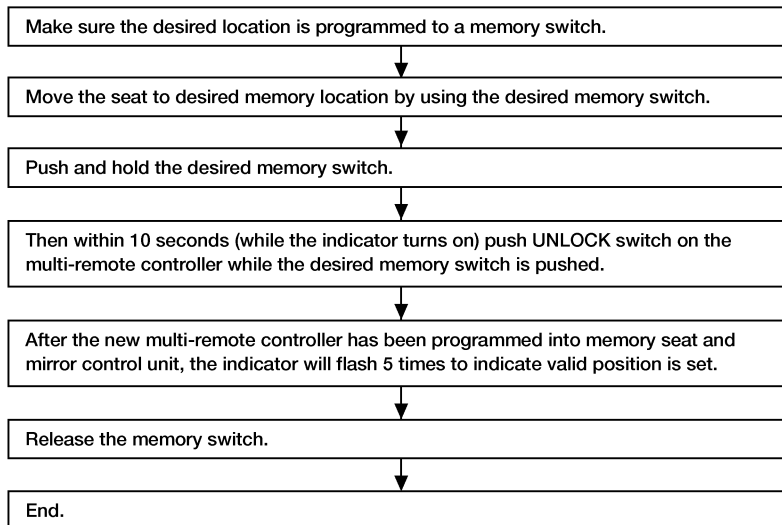 Make sure the desired location is programmed to a memory switch.
Move the seat to desired memory location by using the desired memory switch.
Push and hold the desired memory switch.
Then within 10 seconds (while the indicator turns on) push UNLOCK switch on the
multi-remote controller while the desired memory switch is pushed.
After the new multi-remote controller has been programmed into memory seat and
mirror control unit, the indicator will flash 5 times to indicate valid position is set.
Release the memory switch.
End.